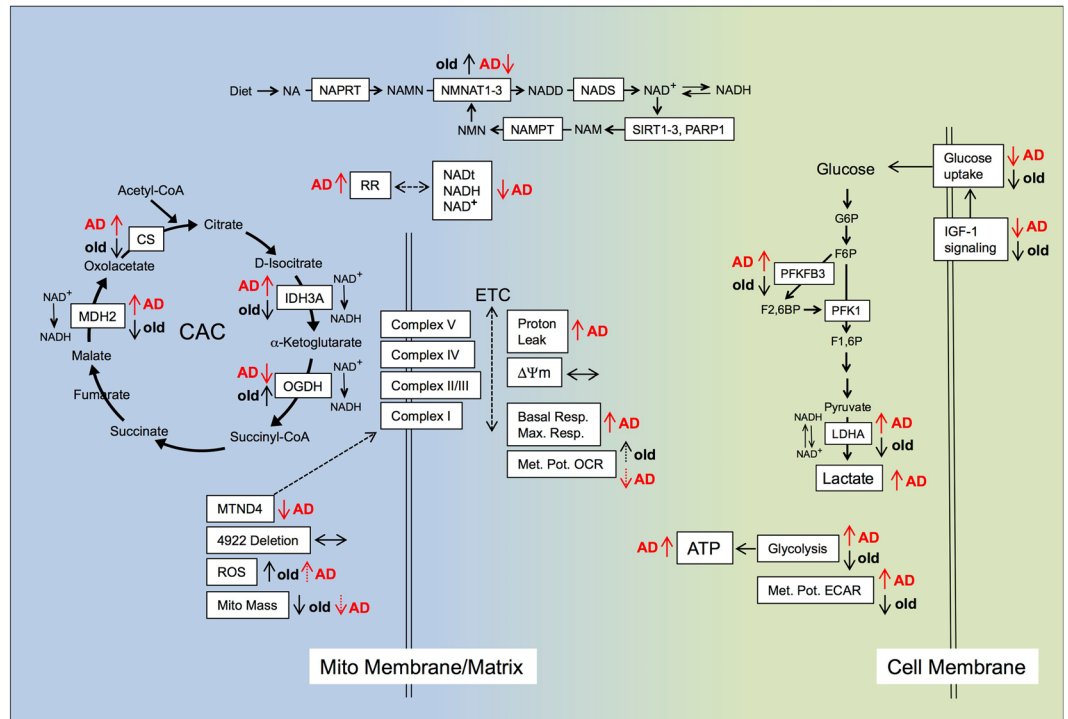 old AD
Diet NA NAPRT NAMN NMNAT1-3 NADD NADS NAD+ NADH
NMN NAMPT NAM SIRT1-3, PARP1
AD RR
NADt
NADH
NAD+
AD
Acetyl-CoA
Citrate
AD
CS
old
Oxolacetate
D-Isocitrate
AD
IDH3A
old
NAD+
NADH
NAD+
MDH2
NADH
AD
old
CAC
α-Ketoglutarate
Malate
AD
OGDH
old
NAD+
NADH
Fumarate
Succinate
Succinyl-CoA
ETC
Complex V
Complex IV
Complex II/III
Complex I
Proton
Leak
AD
ΔΨm
Basal Resp.
Max. Resp.
AD
old
Met. Pot. OCR
AD
MTND4 AD
4922 Deletion
ROS old AD
Mito Mass old AD
Glucose
Glucose
uptake
AD
old
IGF-1
signaling
AD
old
G6P
F6P
AD
PFKFB3
old
F2,6BP PFK1
F1,6P
Pyruvate
NADH
NAD+
LDHA
AD
old
Lactate AD
AD ATP Glycolysis
AD
old
Met. Pot. ECAR
AD
old
Mito Membrane/Matrix
Cell Membrane